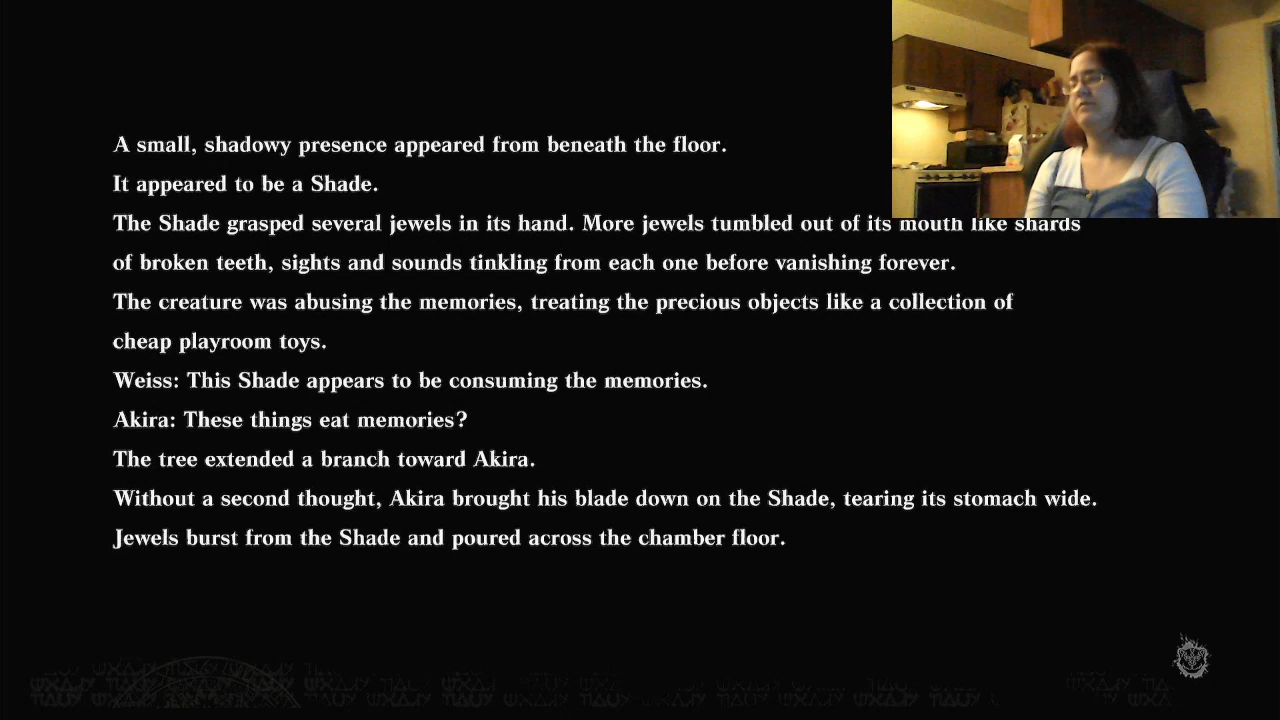 A small, shadowy presence appeared from beneath the floor.
It appeared to be a Shade.
The Shade grasped several jewels in its hand. More jewels tumbled out of its mouth like shards
of broken teeth, sights and sounds tinkling from each one before vanishing forever.
The creature was abusing the memories, treating the precious objects like a collection of
cheap playroom toys.
Weiss: This Shade appears to be consuming the memories.
Akira: These things eat memories?
The tree extended a branch toward Akira.
Without a second thought, Akira brought his blade down on the Shade, tearing its stomach wide.
Jewels burst from the Shade and poured across the chamber floor.